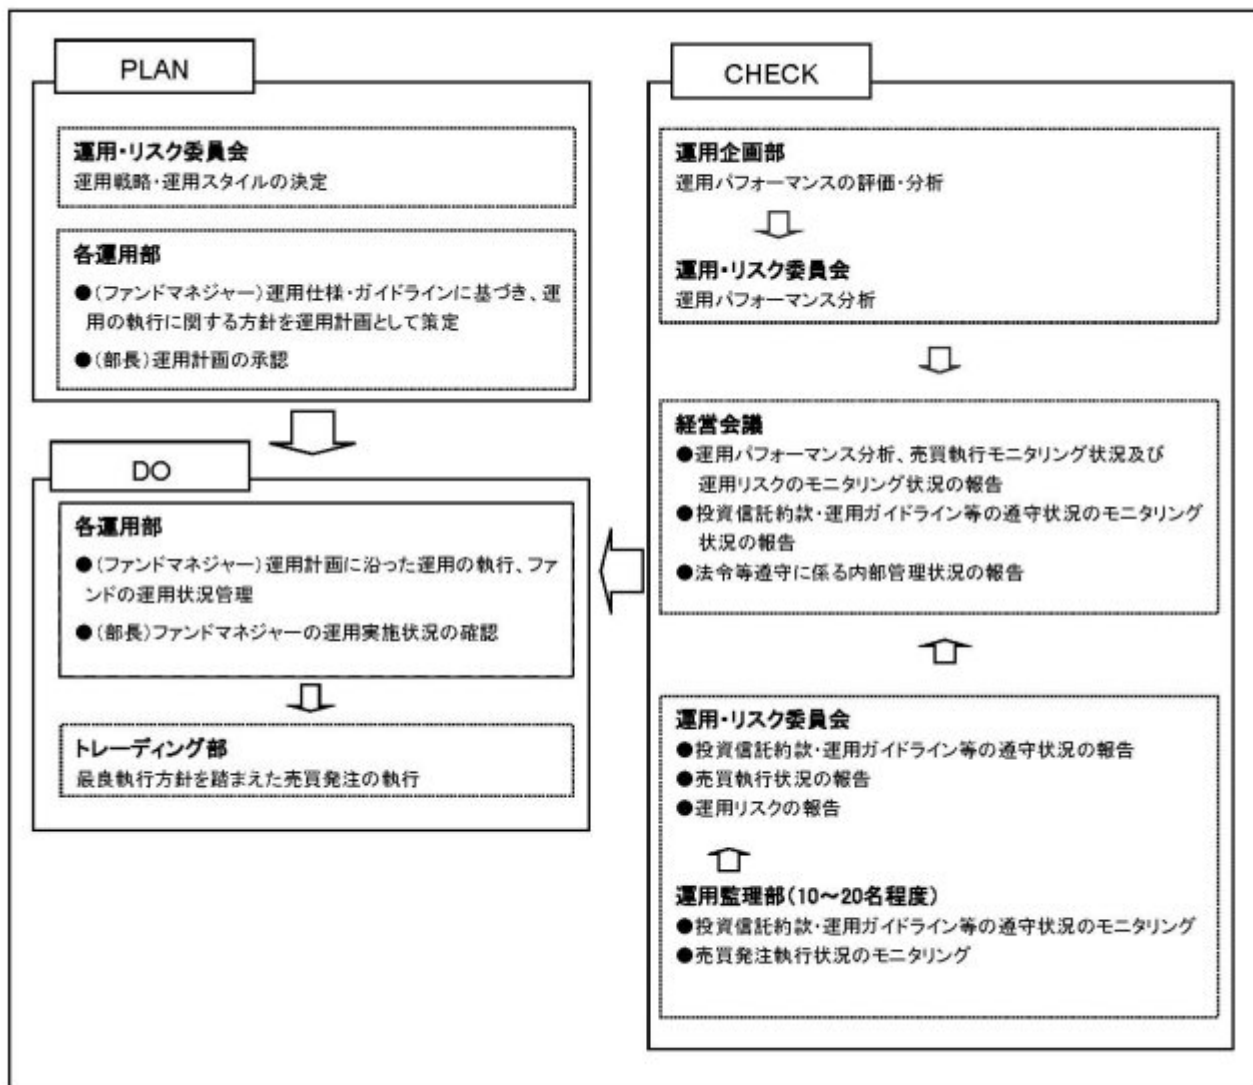 PLAN
運用・リスク委員会
運用戦略・運用スタイルの決定
各運用部
●(ファンドマネジャー)運用仕様・ガイドラインに基づき、運
用の執行に関する方針を運用計画として策定
●(部長)運用計画の承認
DO
各運用部
●(ファンドマネジャー)運用計画に沿った運用の執行、ファ
ンドの運用状況管理
●(部長)ファンドマネジャーの運用実施状況の確認
トレーディング部
最良執行方針を踏まえた売買発注の執行
CHECK
運用企画部
運用パフォーマンスの評価・分析
運用・リスク委員会
運用パフォーマンス分析
経営会議
●運用パフォーマンス分析、売買執行モニタリング状況及び
運用リスクのモニタリング状況の報告
●投資信託約款・運用ガイドライン等の遵守状況のモニタリング
状況の報告
●法令等遵守に係る内部管理状況の報告
運用・リスク委員会
●投資信託約款・運用ガイドライン等の遵守状況の報告
●売買執行状況の報告
●運用リスクの報告
運用監理部(10～20名程度)
●投資信託約款・運用ガイドライン等の遵守状況のモニタリング
●売買発注執行状況のモニタリング